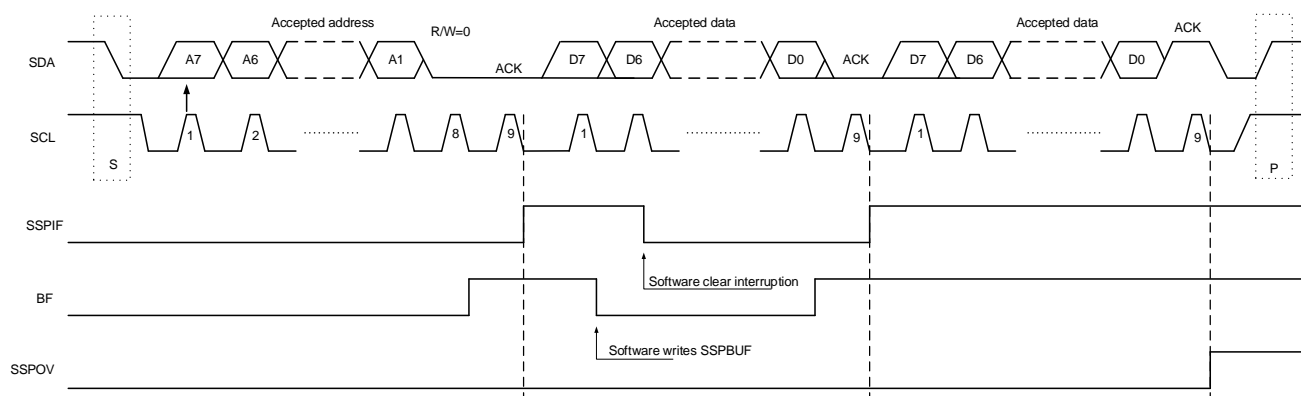 Accepted address
R/W=0
Accepted data
Accepted data
ACK
SDA
A7
A6
A1
ACK
D7
D6
D0
ACK
D7
D6
D0
SCL
1
2
8
9
1
9
1
9
S
P
SSPIF
Software clear interruption
BF
Software writes SSPBUF
SSPOV